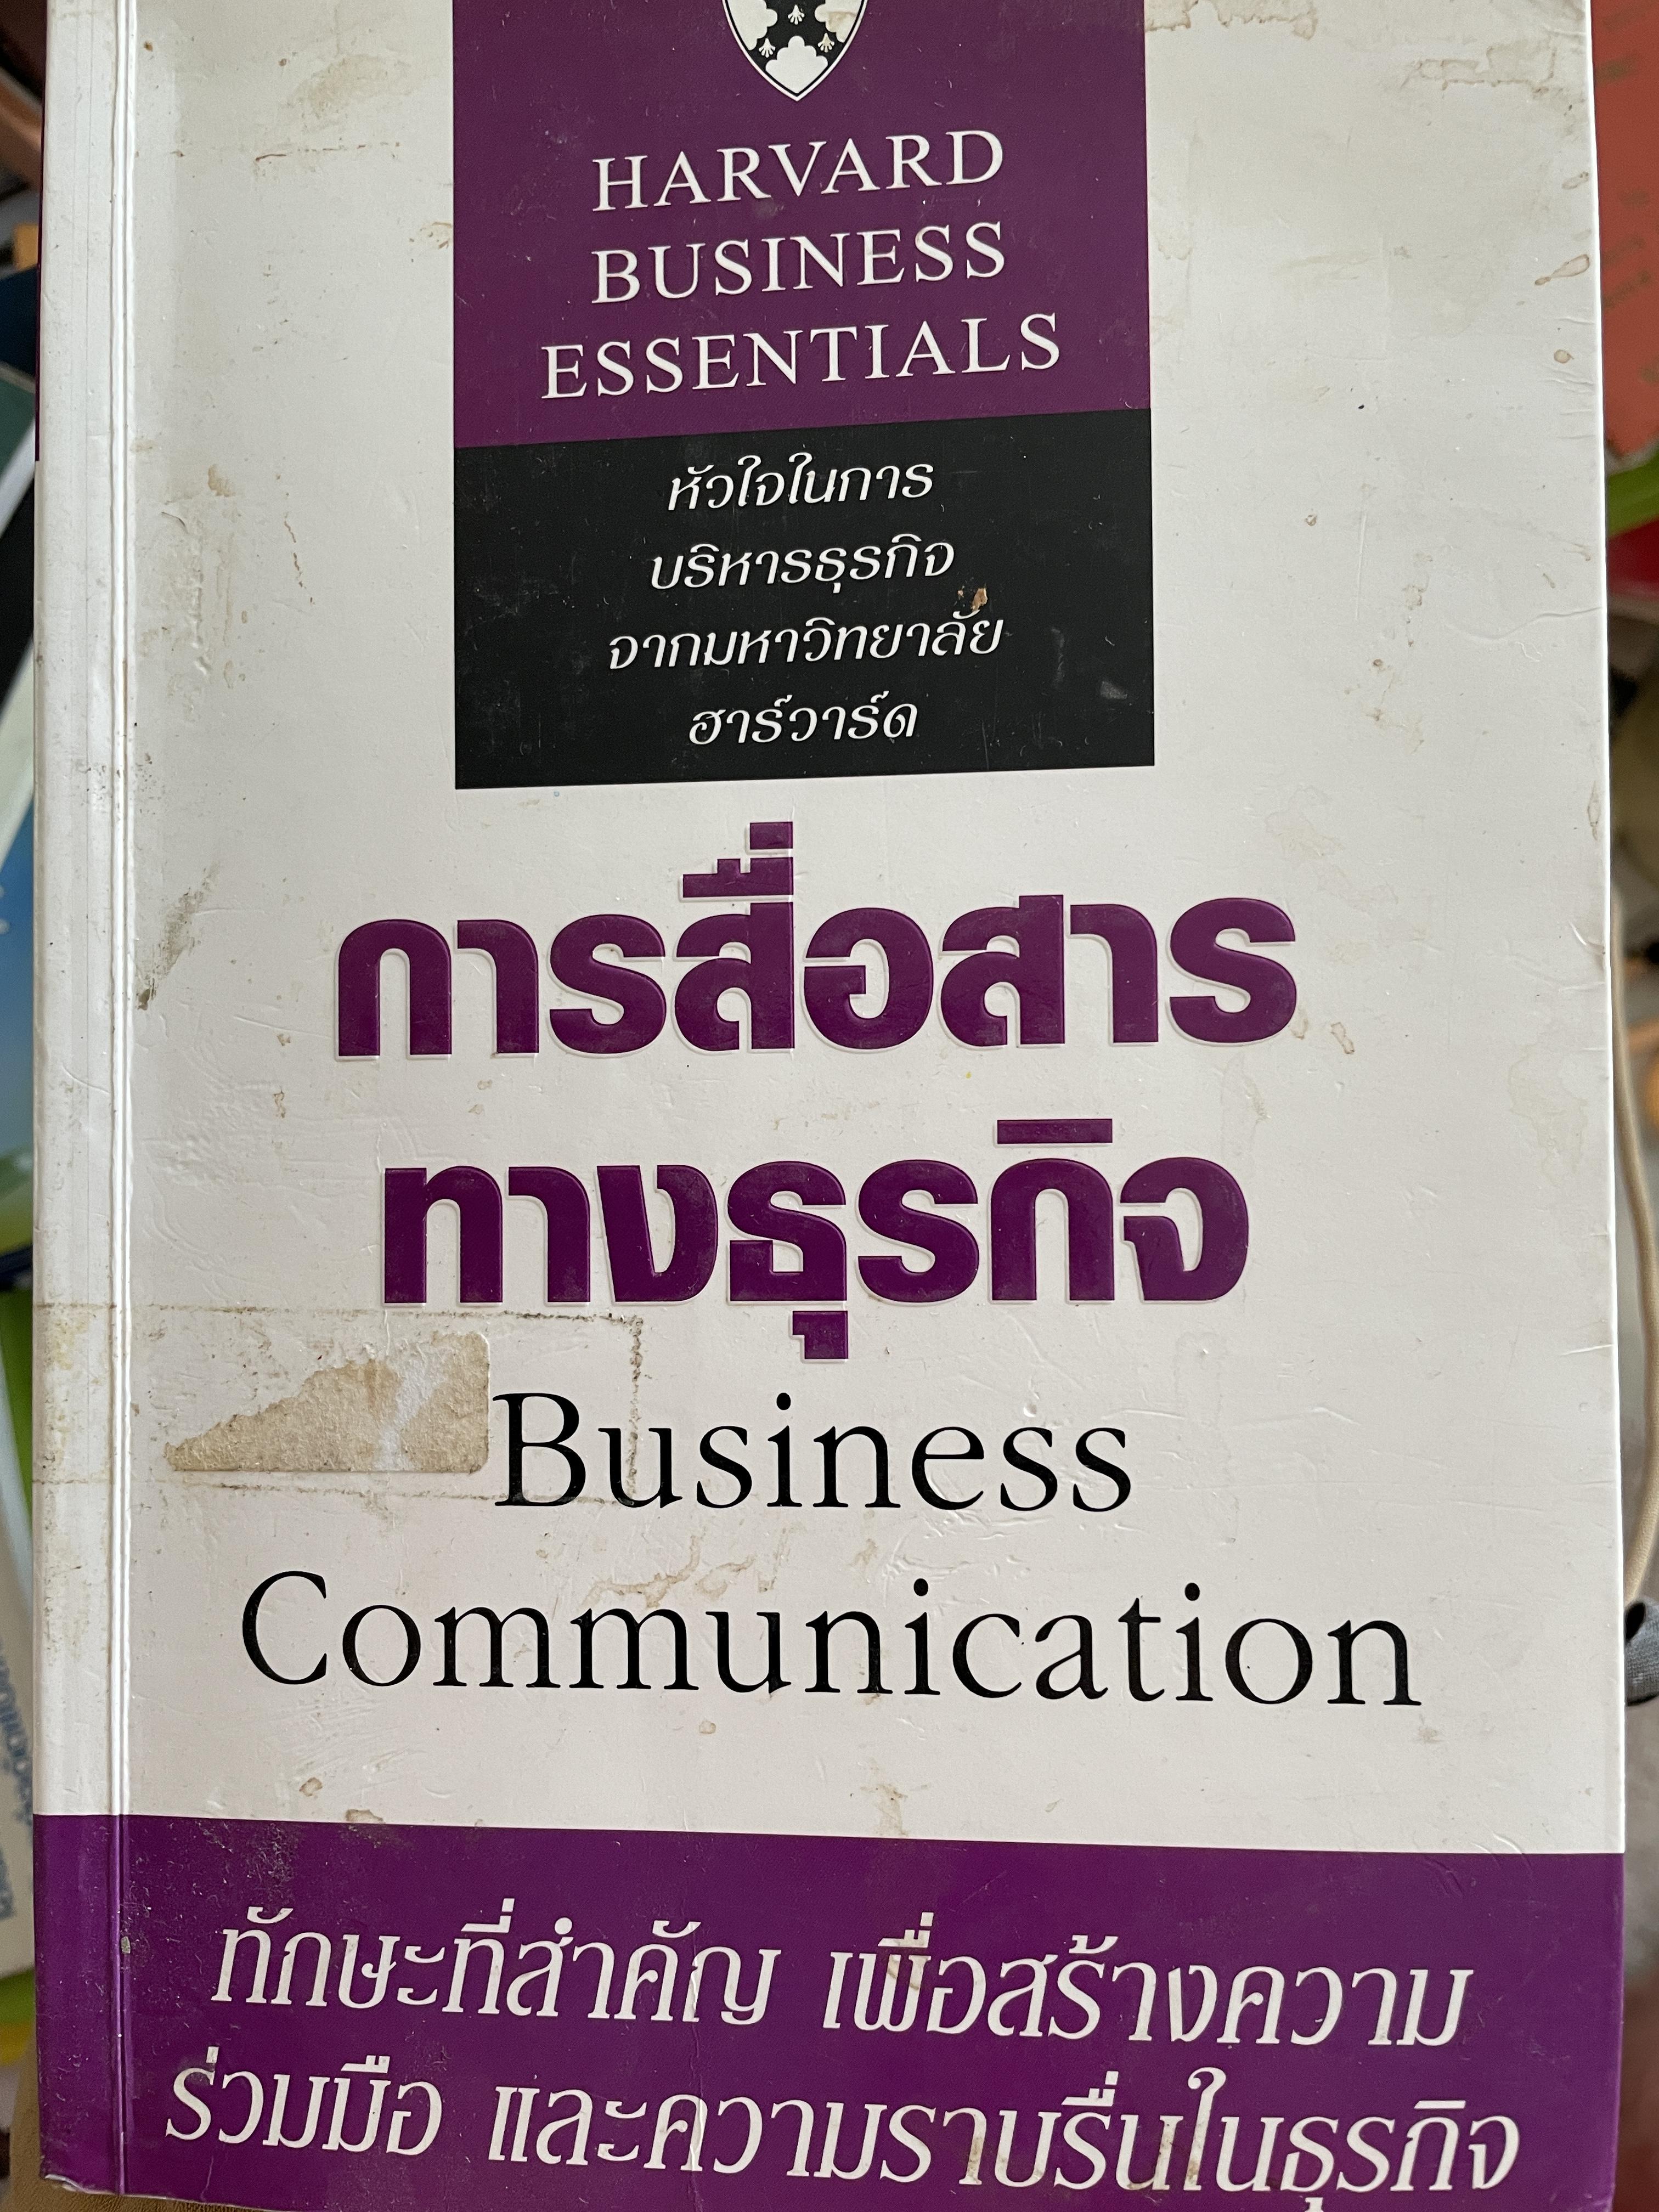 HARVARD
BUSINESS
ESSENTIALS
หัวใจในการ
บริหารธุรกิจ
จากมหาวิทยาลัย
ฮาร์วาร์ด
การสื่อสาร
ทางธุรกิจ
Business
Communication
ทักษะที่สำคัญ เพื่อสร้างความ
ร่วมมือ และความราบรื่นในธุรกิจ